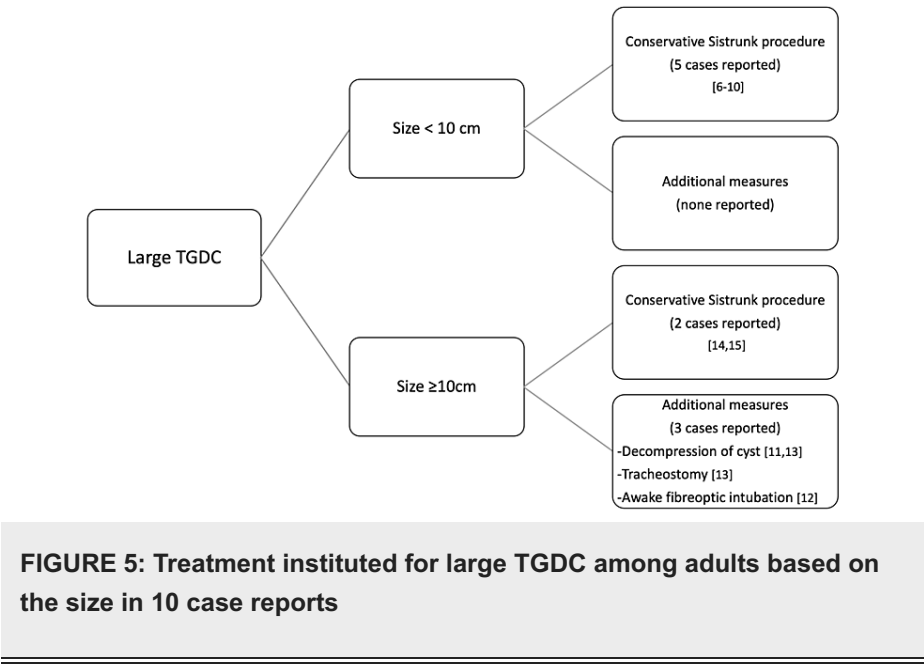 Large TGDC
Size < 10 cm
Conservative Sistrunk procedure
(5 cases reported)
[6-10]
Additional measures
(none reported)
Size ≥10cm
Conservative Sistrunk procedure
(2 cases reported)
[14,15]
Additional measures
(3 cases reported)
-Decompression of cyst [11,13]
-Tracheostomy [13]
-Awake fibreoptic intubation [12]
FIGURE 5: Treatment instituted for large TGDC among adults based on
the size in 10 case reports